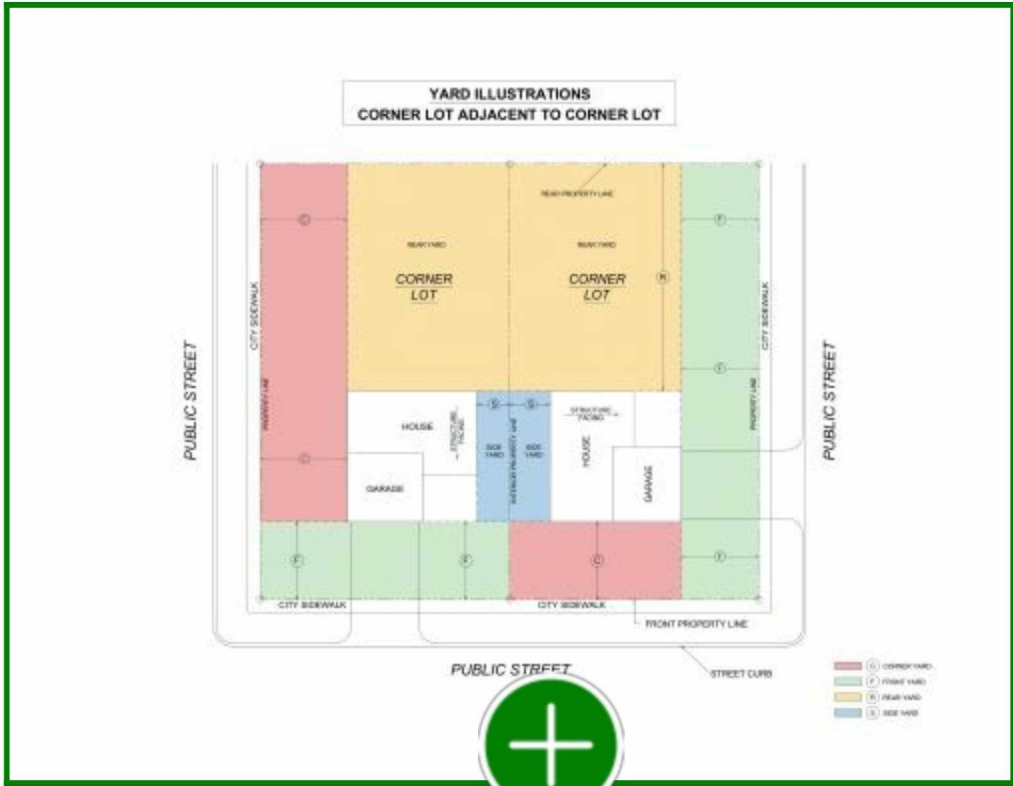 YARD ILLUSTRATIONS
CORNER LOT ADJACENT TO CORNER LOT
REAR PROPERTY LINE
C
F
REAR YARD
REAR YARD
CORNER
LOT
CORNER
LOT
R
CITY SIDEWALK
CITY SIDEWALK
PUBLIC STREET
PUBLIC STREET
F
PROPERTY LINE
PROPERTY LINE
S
S
STRUCTURE
FACING
STRUCTURE
FACING
HOUSE
HOUSE
SIDE
YARD
SIDE
YARD
INTERIOR PROPERTY LINE
C
GARAGE
GARAGE
F
F
C
F
CITY SIDEWALK
CITY SIDEWALK
FRONT PROPERTY LINE
PUBLIC STREET
STREET CURB
C CORNER YARD
F FRONT YARD
R REAR YARD
S SIDE YARD